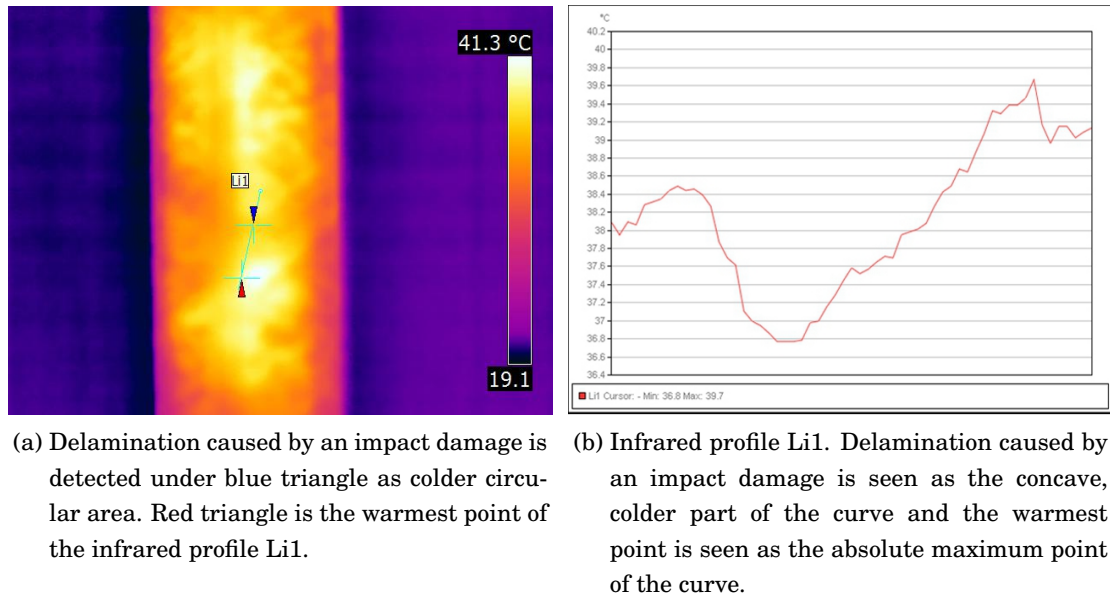 41.3 °C
Li1
19.1
(a) Delamination caused by an impact damage is
detected under blue triangle as colder circu-
lar area. Red triangle is the warmest point of
the infrared profile Li1.
°C
40.2
40
39.8
39.6
39.4
39.2
39
38.8
38.6
38.4
38.2
38
37.8
37.6
37.4
37.2
37
36.8
36.6
36.4
Li1 Cursor: - Min: 36.8 Max: 39.7
(b) Infrared profile Li1. Delamination caused by
an impact damage is seen as the concave,
colder part of the curve and the warmest
point is seen as the absolute maximum point
of the curve.